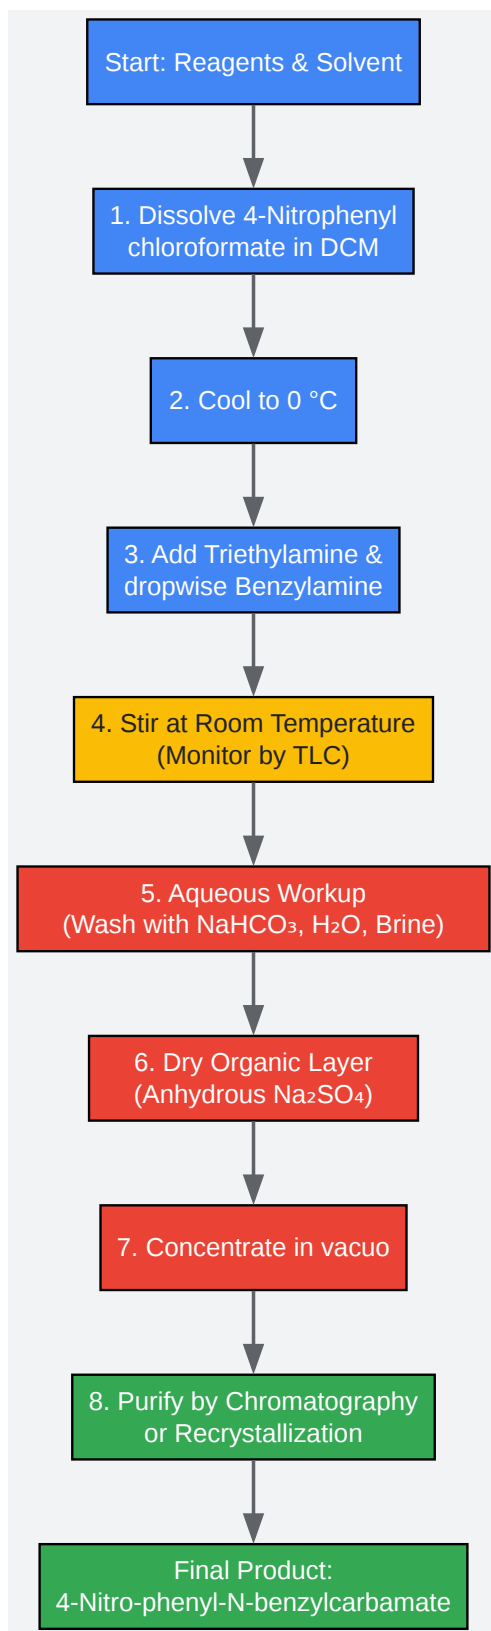 Start: Reagents & Solvent
1. Dissolve 4-Nitrophenyl
chloroformate in DCM
2. Cool to 0 °C
3. Add Triethylamine &
dropwise Benzylamine
4. Stir at Room Temperature
(Monitor by TLC)
5. Aqueous Workup
(Wash with NaHCO₃, H₂O, Brine)
6. Dry Organic Layer
(Anhydrous Na₂SO₄)
7. Concentrate in vacuo
8. Purify by Chromatography
or Recrystallization
Final Product:
4-Nitro-phenyl-N-benzylcarbamate